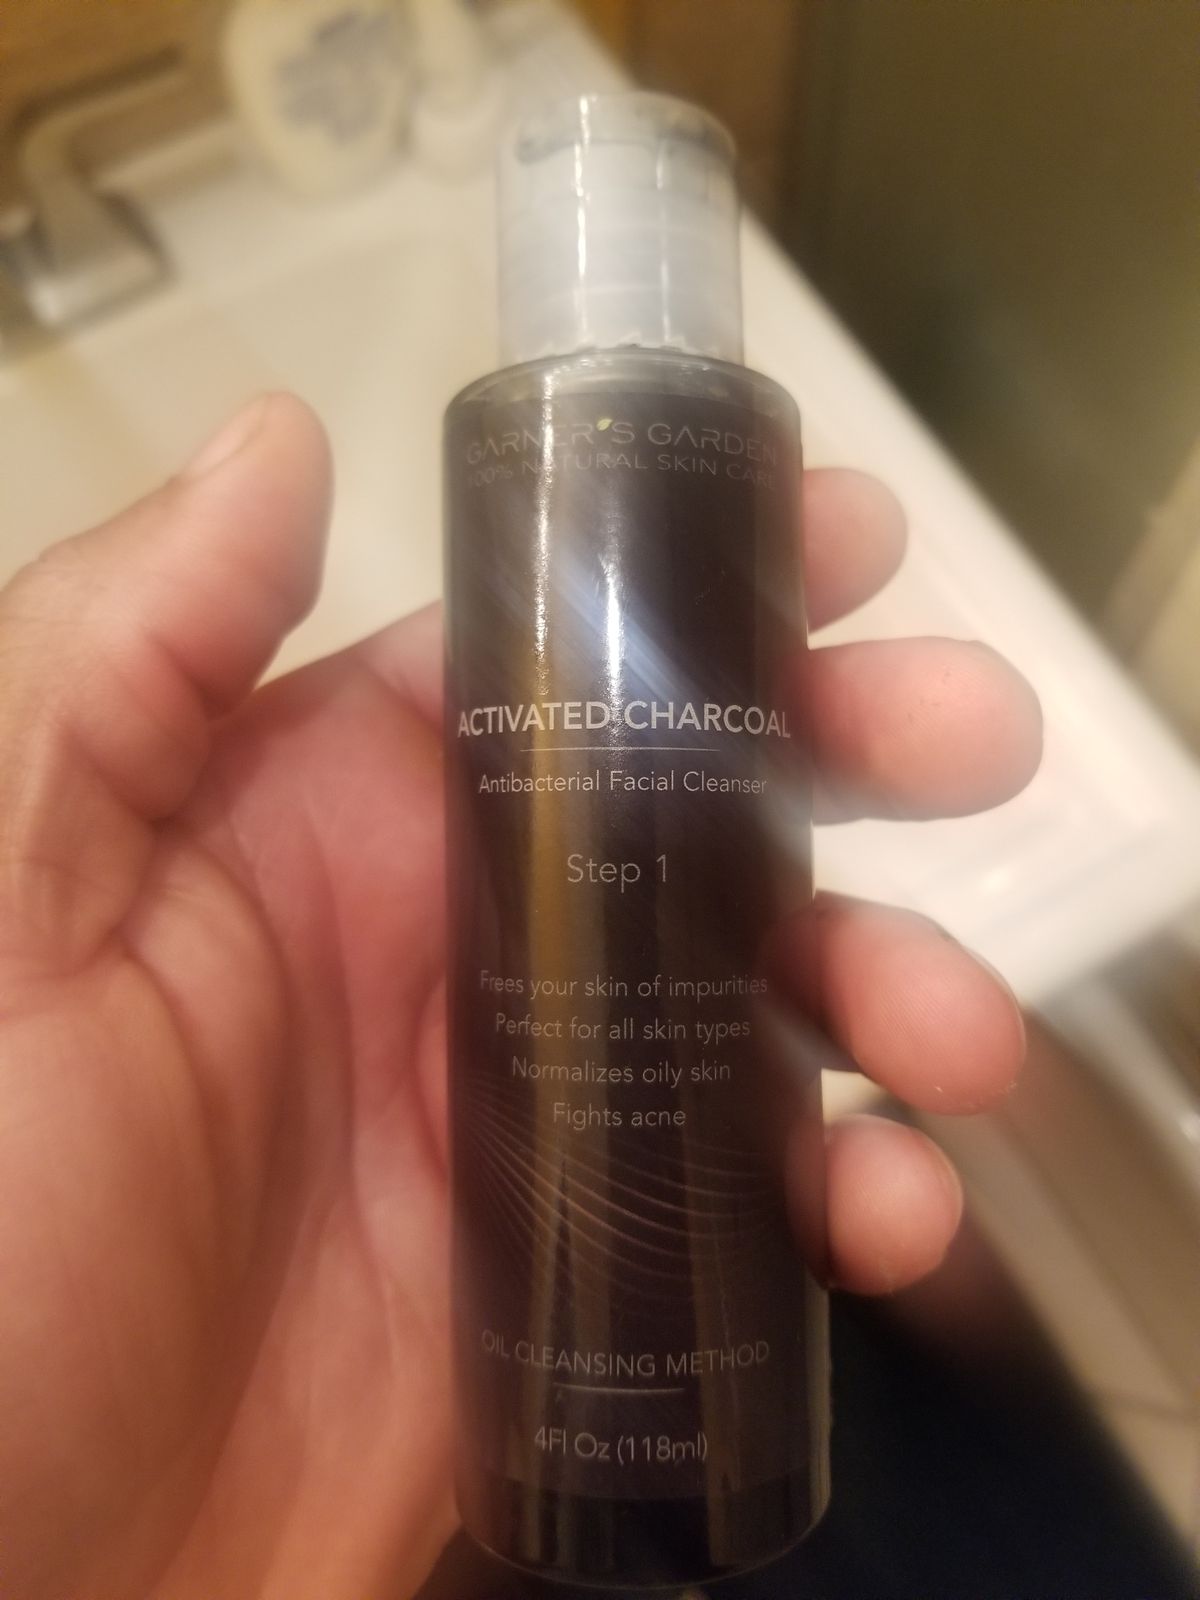 GARNER'S GARDEN
100% NATURAL SKIN CARE
ACTIVATED CHARCOAL
Antibacterial Facial Cleanser
Step 1
Frees your skin of impurities
Perfect for all skin types
Normalizes oily skin
Fights acne
OIL CLEANSING METHOD
4Fl Oz (118ml)